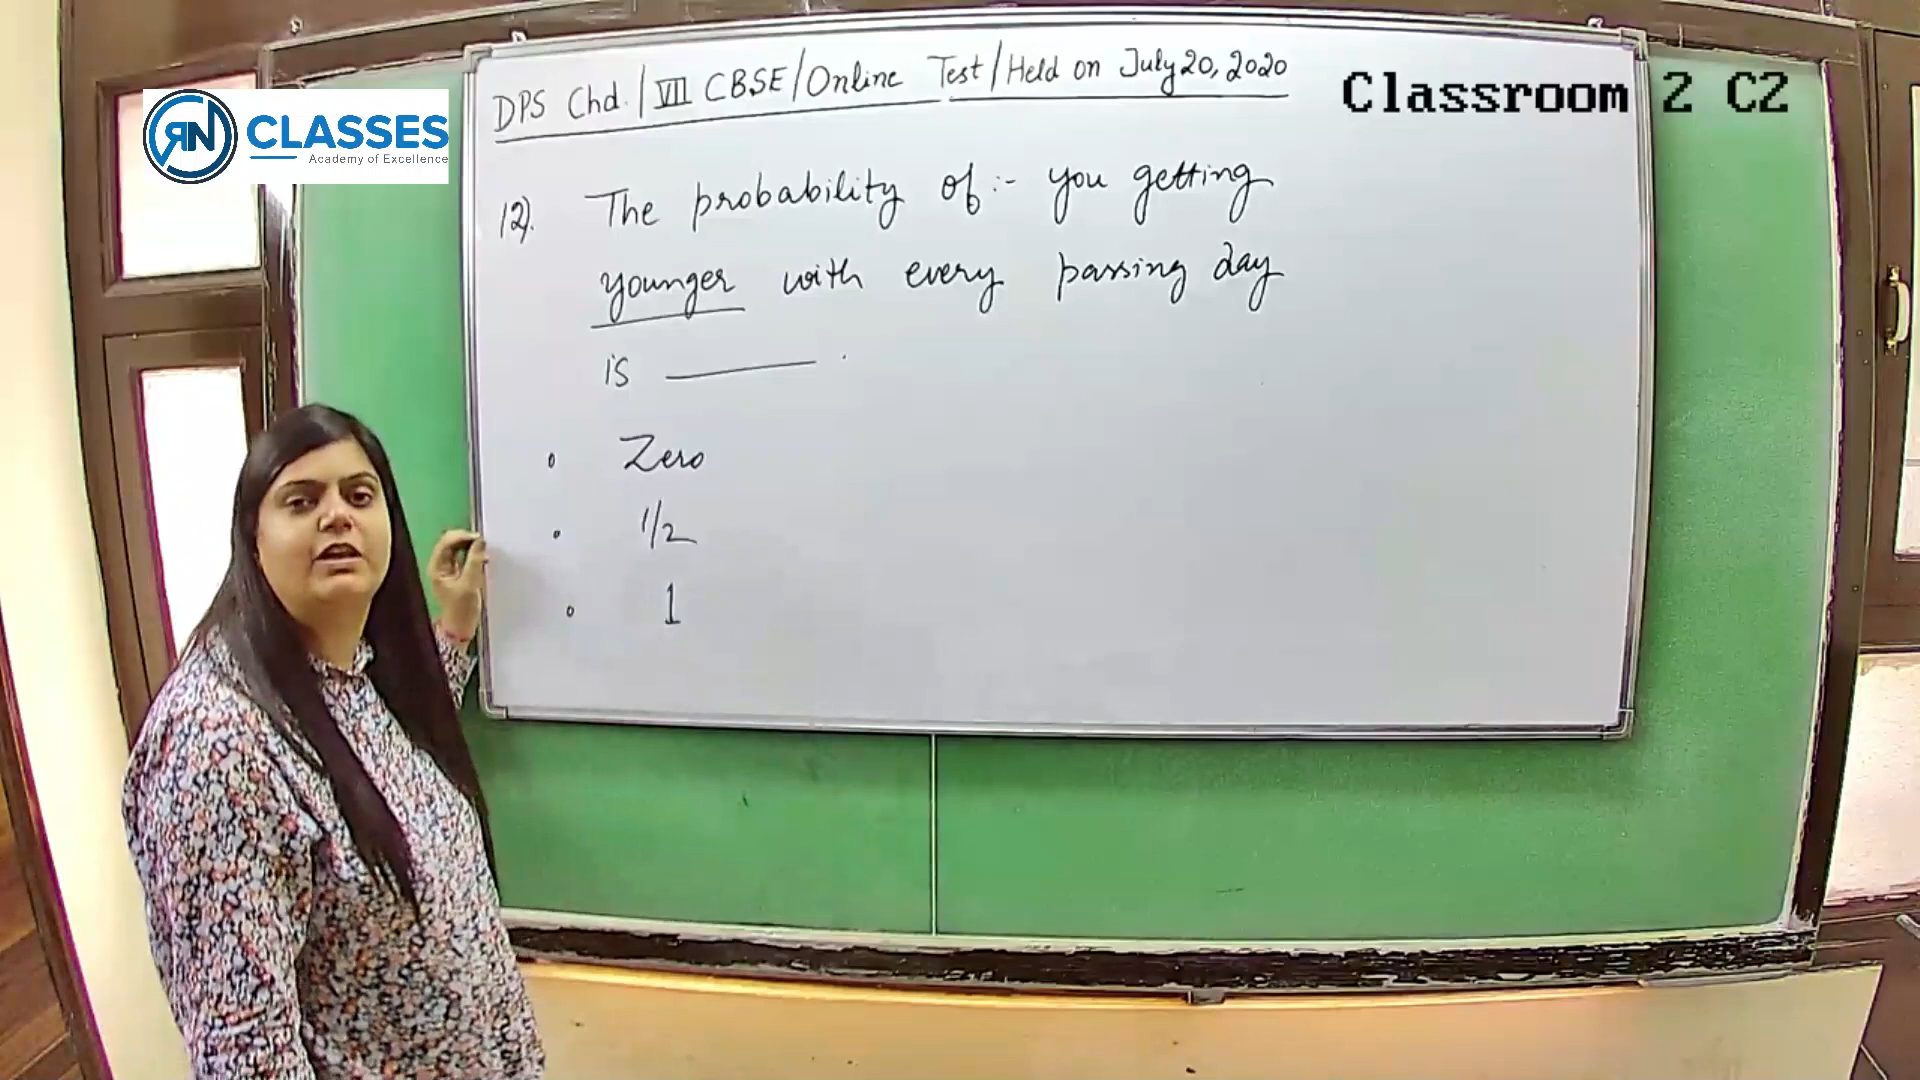 DPS Chd. / VII CBSE / Online Test / Held on July 20, 2020
Classroom 2 C2
RN CLASSES
Academy of Excellence
12). The probability of :- you getting
younger with every passing day
is ______ .
Zero
1/2
1